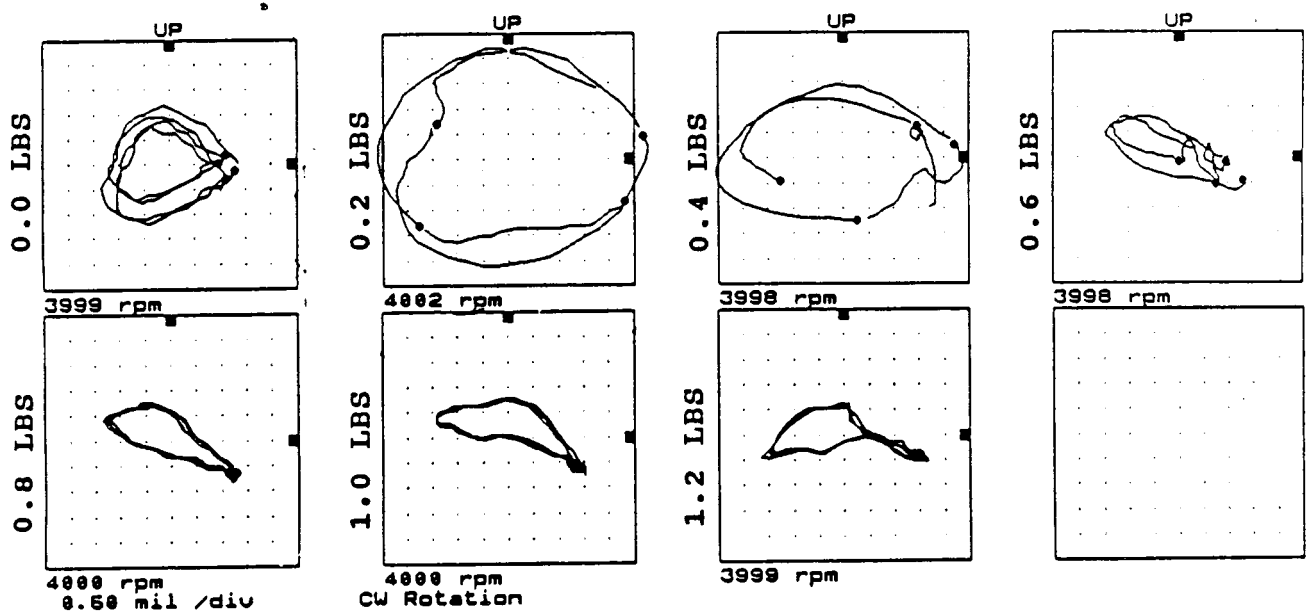 UP
UP
UP
UP
0.0 LBS
0.2 LBS
0.4 LBS
0.6 LBS
3999 rpm
4002 rpm
3998 rpm
3998 rpm
0.8 LBS
1.0 LBS
1.2 LBS
4000 rpm
4000 rpm
3999 rpm
0.50 mil /div
CW Rotation